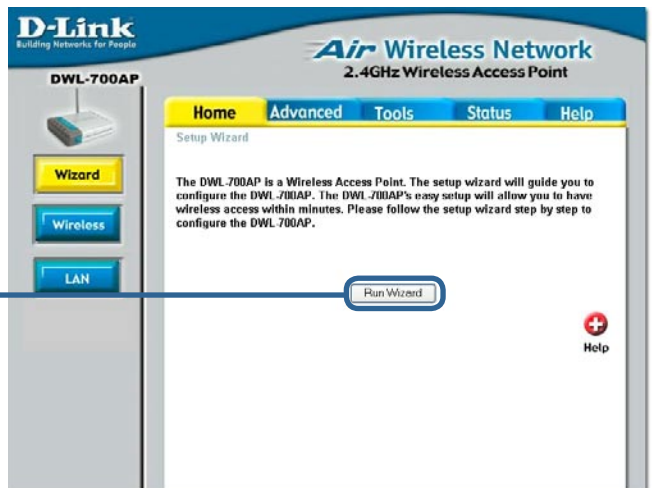 D-Link
Building Networks for People
Air Wireless Network
2.4GHz Wireless Access Point
DWL-700AP
Home Advanced Tools Status Help
Setup Wizard
Wizard
Wireless
LAN
The DWL-700AP is a Wireless Access Point. The setup wizard will guide you to
configure the DWL-700AP. The DWL-700AP's easy setup will allow you to have
wireless access within minutes. Please follow the setup wizard step by step to
configure the DWL-700AP.
Run Wizard
Help